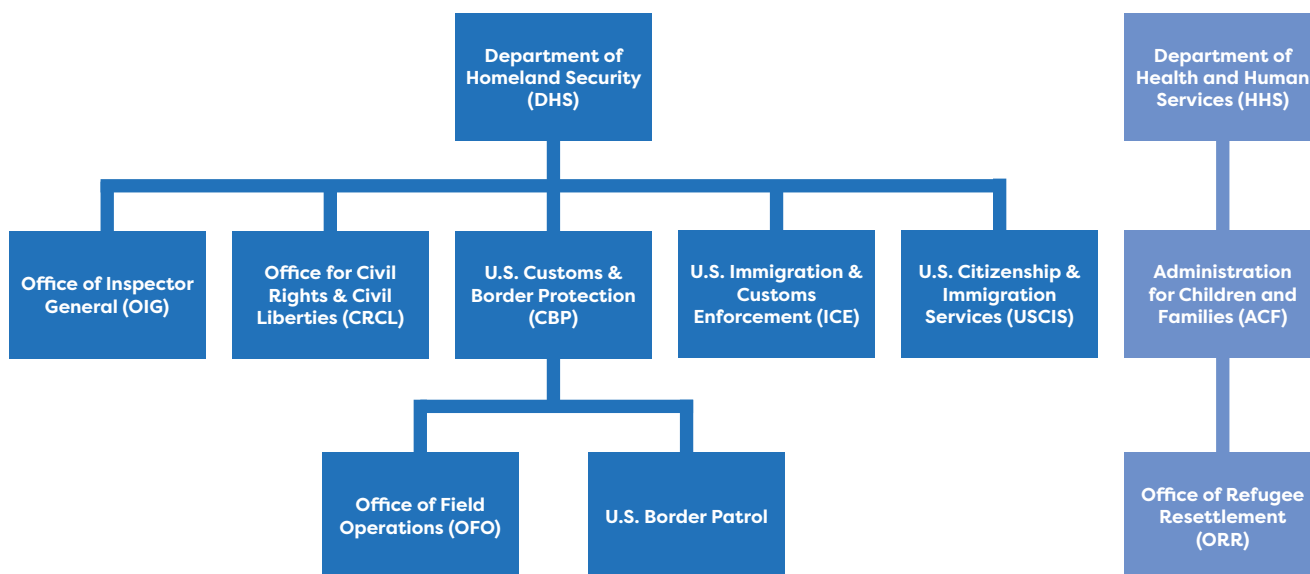 Department of
Homeland Security
(DHS)
Department of
Health and Human
Services (HHS)
Office of Inspector
General (OIG)
Office for Civil
Rights & Civil
Liberties (CRCL)
U.S. Customs &
Border Protection
(CBP)
U.S. Immigration &
Customs
Enforcement (ICE)
U.S. Citizenship &
Immigration
Services (USCIS)
Administration
for Children and
Families (ACF)
Office of Field
Operations (OFO)
U.S. Border Patrol
Office of Refugee
Resettlement
(ORR)